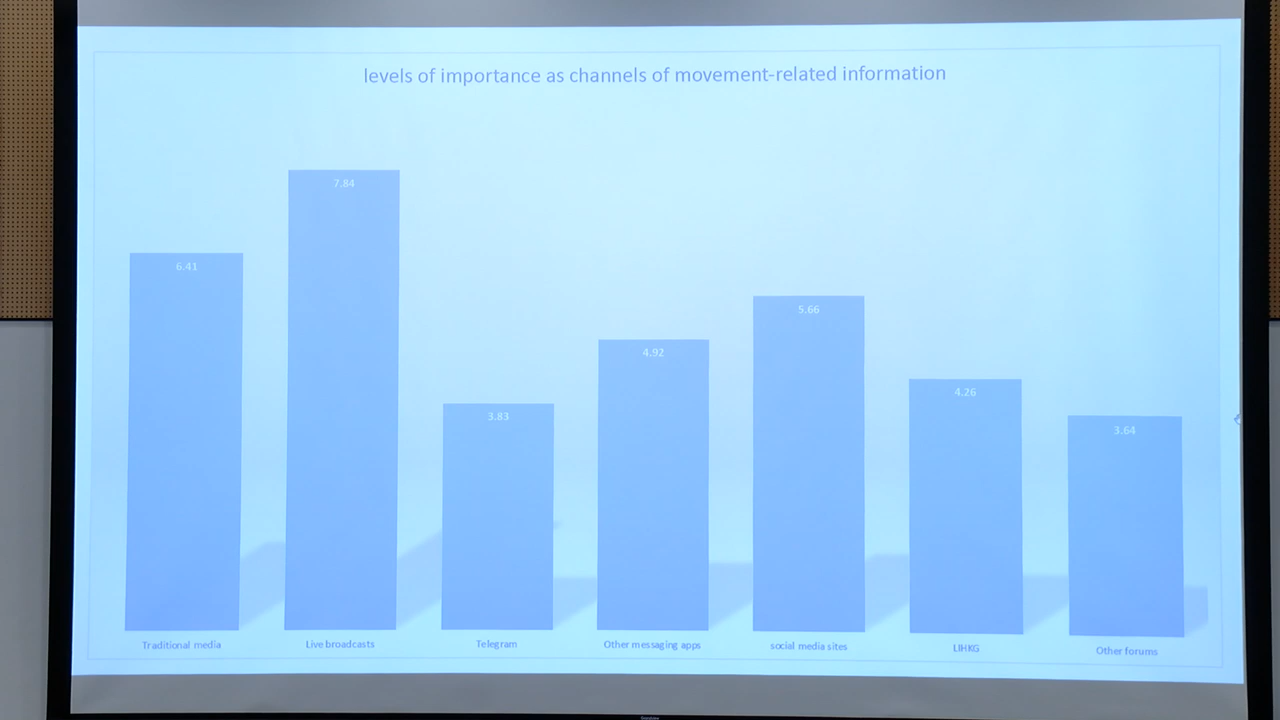 levels of importance as channels of movement-related information
7.84
6.41
5.66
4.92
4.26
3.83
3.64
Traditional media
Live broadcasts
Telegram
Other messaging apps
social media sites
LIHKG
Other forums